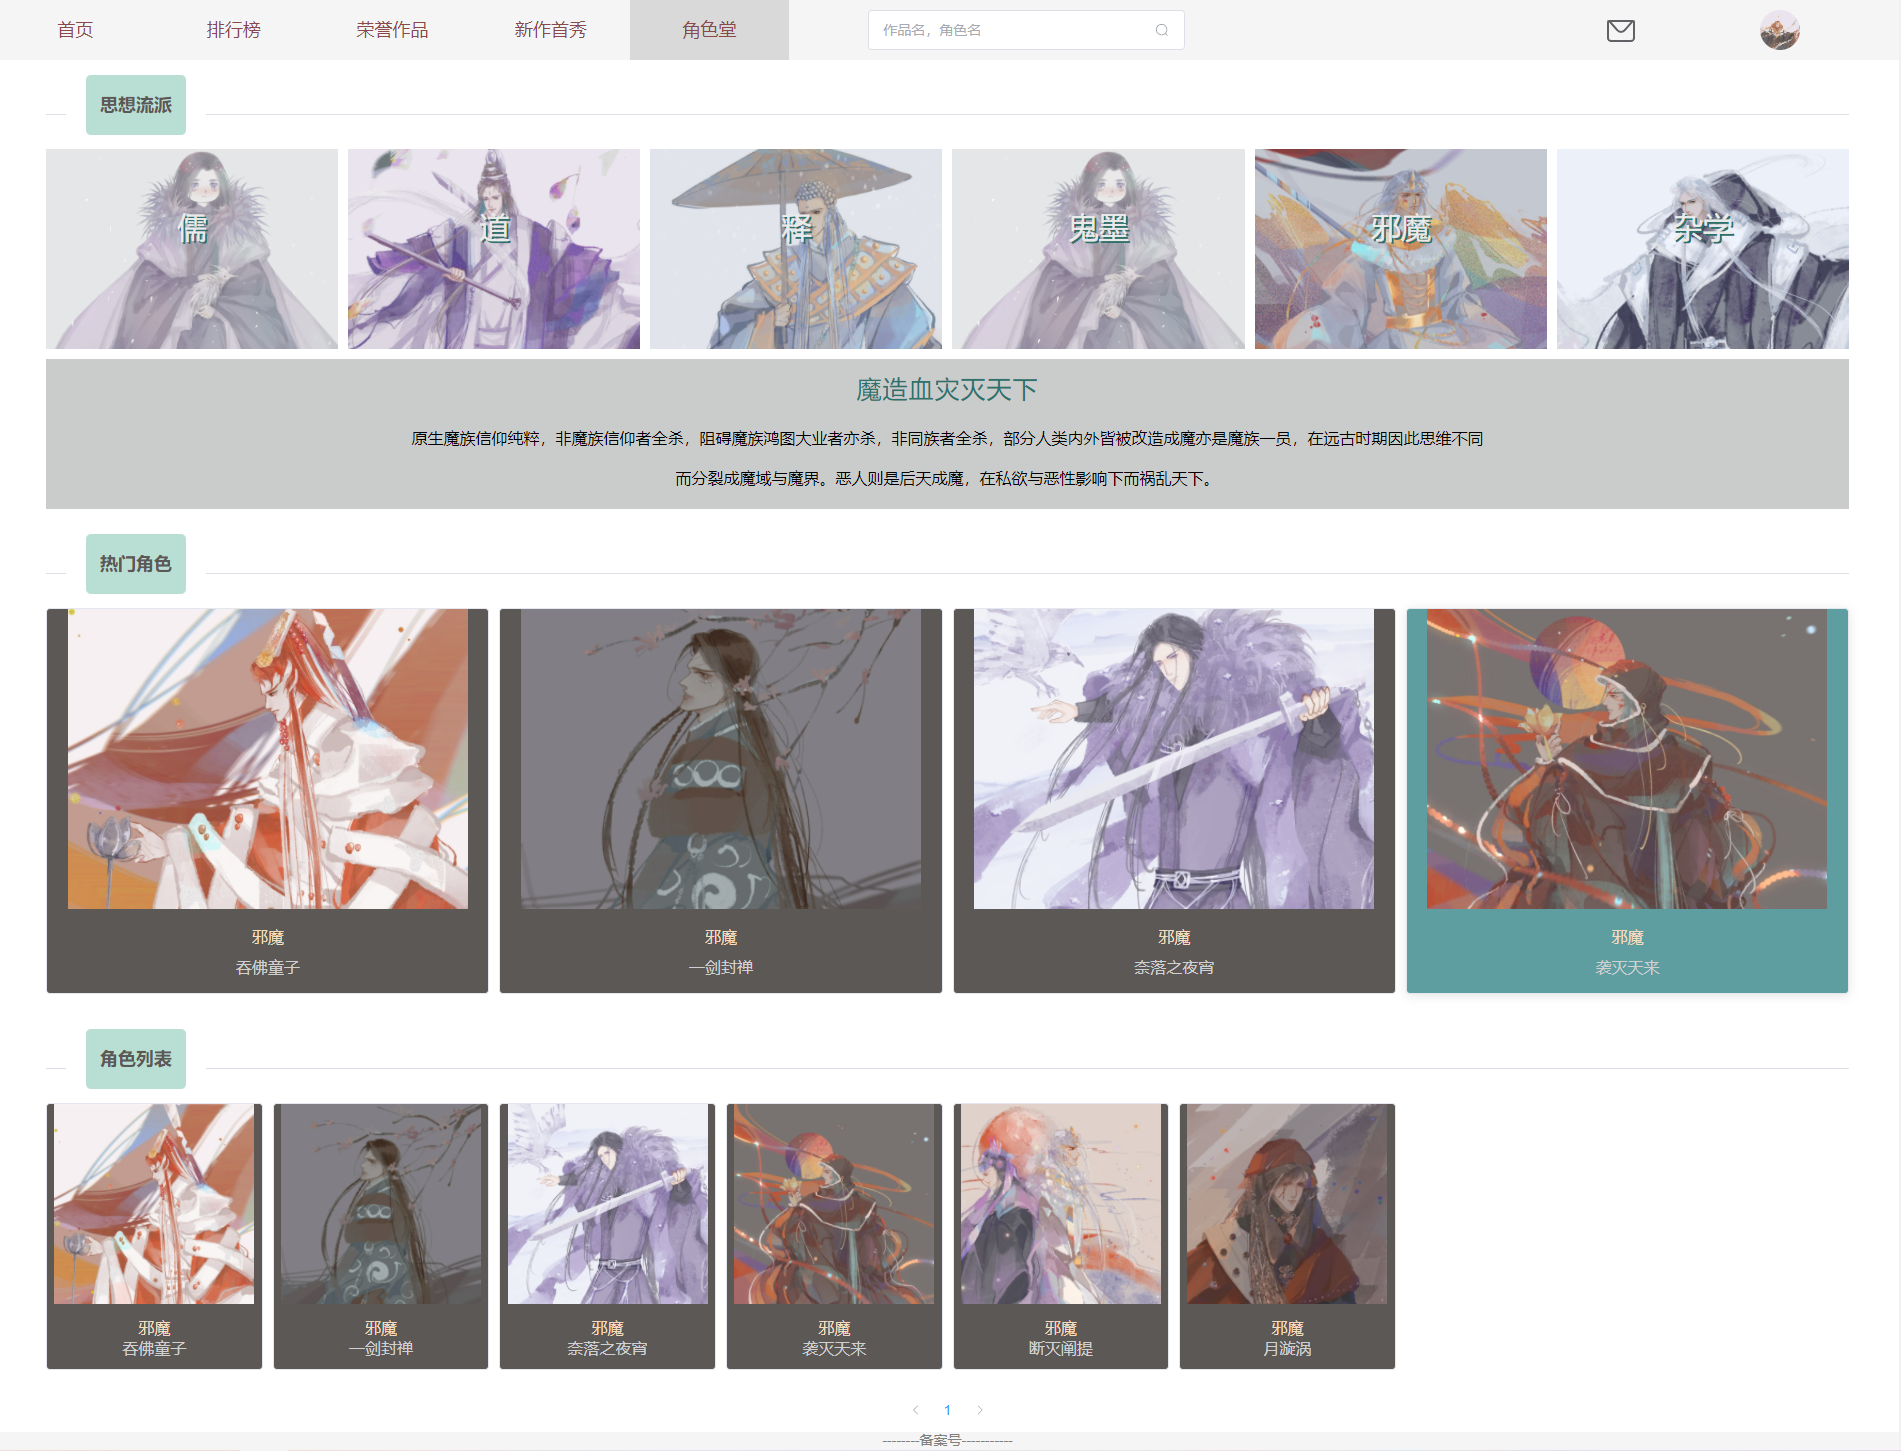 首页 排行榜 荣誉作品 新作首秀 角色堂 作品名，角色名
思想流派
儒 道 释 鬼墨 邪魔 杂学
魔造血灾灭天下
原生魔族信仰纯粹，非魔族信仰者全杀，阻碍魔族鸿图大业者亦杀，非同族者全杀，部分人类内外皆被改造成魔亦是魔族一员，在远古时期因此思维不同
而分裂成魔域与魔界。恶人则是后天成魔，在私欲与恶性影响下而祸乱天下。
热门角色
邪魔 邪魔 邪魔 邪魔
吞佛童子 一剑封禅 奈落之夜宵 袭灭天来
角色列表
邪魔 邪魔 邪魔 邪魔 邪魔 邪魔
吞佛童子 一剑封禅 奈落之夜宵 袭灭天来 断灭阐提 月漩涡
1
--------备案号-----------